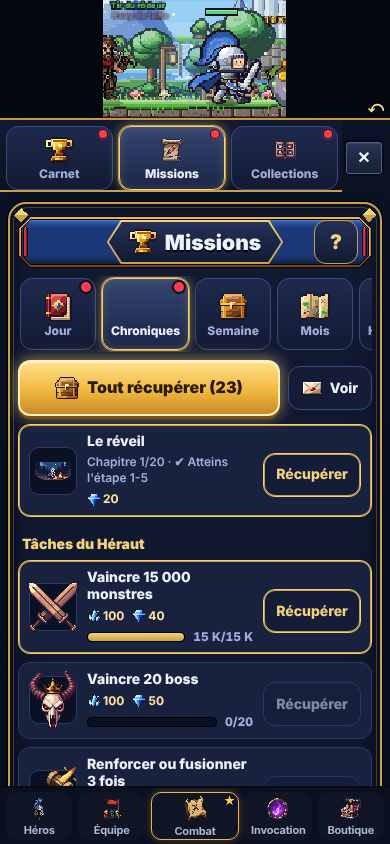 Carnet
Missions
Collections
×
Missions
?
Jour
Chroniques
Semaine
Mois
Tout récupérer (23)
Voir
Le réveil
Chapitre 1/20 · ✔ Atteins
l'étape 1-5
20
Récupérer
Tâches du Héraut
Vaincre 15 000
monstres
100 40
15 K/15 K
Récupérer
Vaincre 20 boss
100 50
0/20
Récupérer
Renforcer ou fusionner
3 fois
Héros
Équipe
Combat
Invocation
Boutique